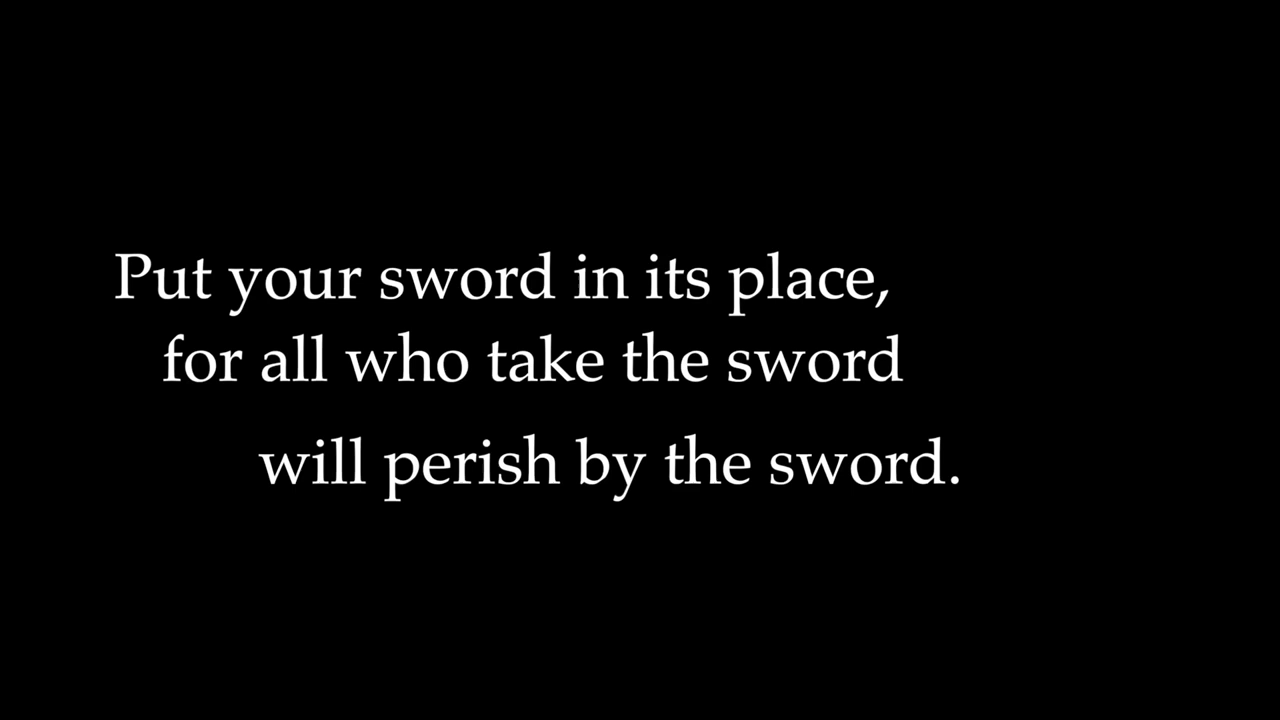 Put your sword in its place,
for all who take the sword
will perish by the sword.